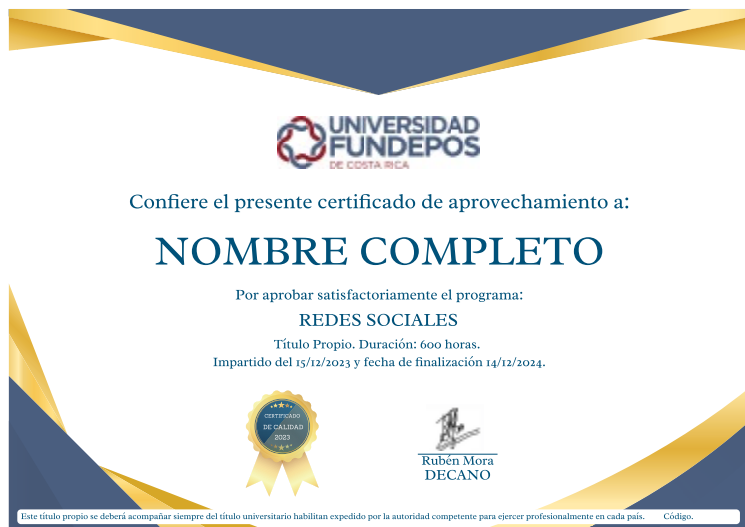 UNIVERSIDAD
FUNDEPOS
DE COSTA RICA
Confiere el presente certificado de aprovechamiento a:
NOMBRE COMPLETO
Por aprobar satisfactoriamente el programa:
REDES SOCIALES
Título Propio. Duración: 600 horas.
Impartido del 15/12/2023 y fecha de finalización 14/12/2024.
CERTIFICADO
DE CALIDAD
2023
Rubén Mora
DECANO
Este título propio se deberá acompañar siempre del título universitario habilitan expedido por la autoridad competente para ejercer profesionalmente en cada país. Código.